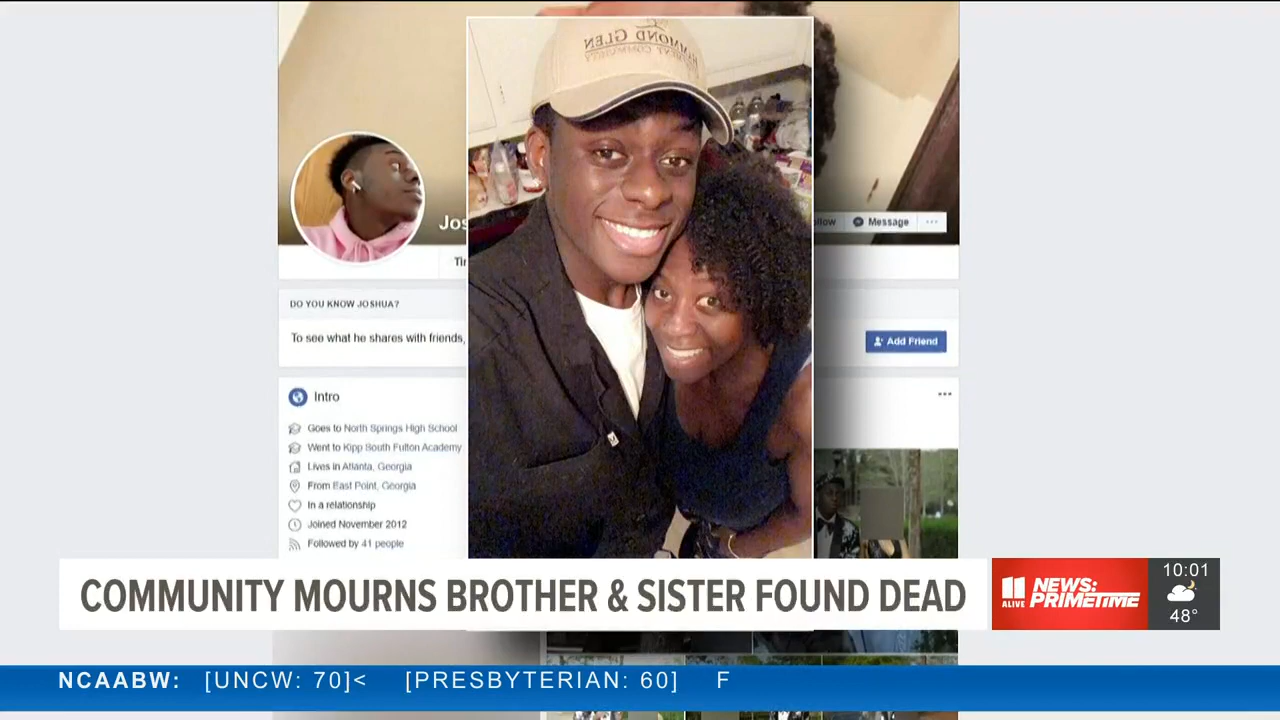 HAMMOND GLEN
Jos
llow
Message
Tir
DO YOU KNOW JOSHUA?
To see what he shares with friends,
Add Friend
Intro
Goes to North Springs High School
Went to Kipp South Fulton Academy
Lives in Atlanta, Georgia
From East Point, Georgia
In a relationship
Joined November 2012
Followed by 41 people
COMMUNITY MOURNS BROTHER & SISTER FOUND DEAD
11
ALIVE
NEWS:
PRIMETIME
10:01
48°
NCAABW: [UNCW: 70]< [PRESBYTERIAN: 60] F